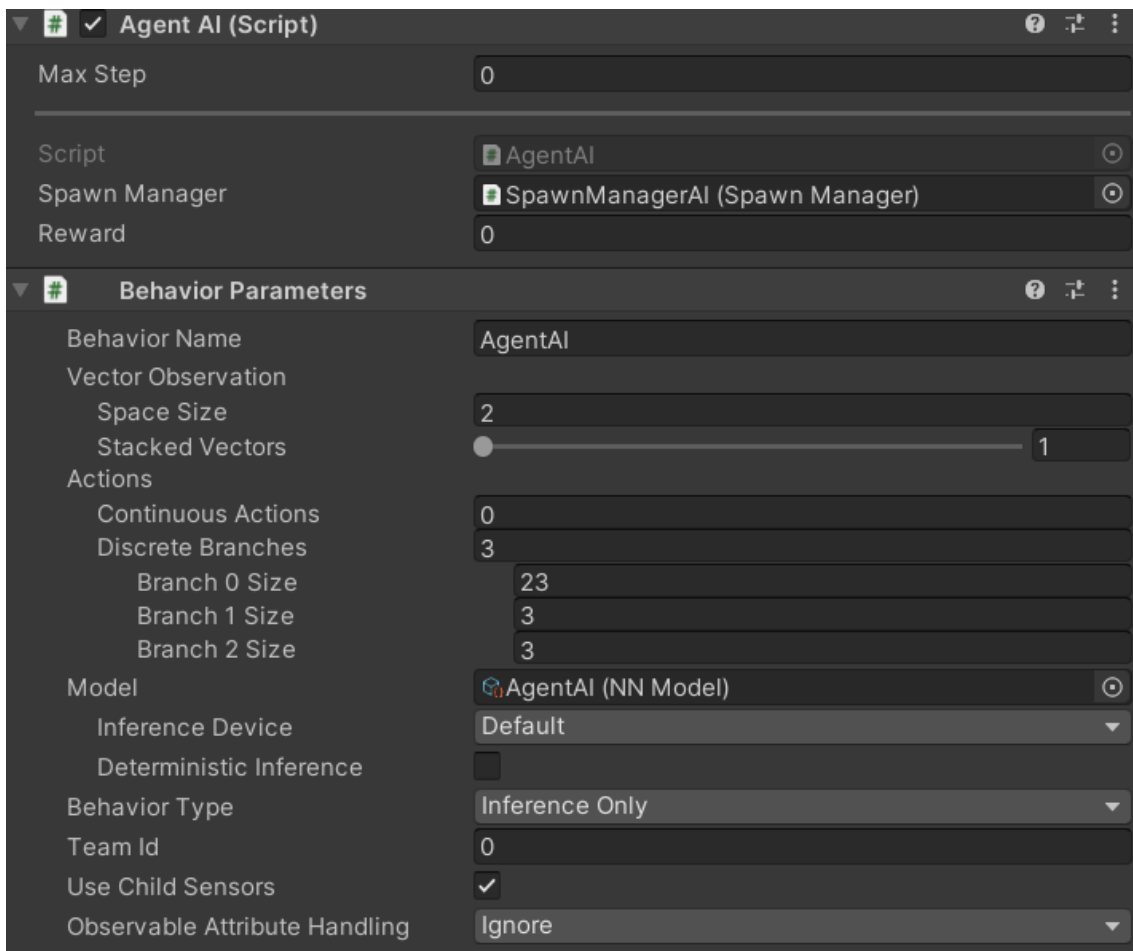 Agent AI (Script)
Max Step 0
Script AgentAI
Spawn Manager SpawnManagerAI (Spawn Manager)
Reward 0
Behavior Parameters
Behavior Name AgentAI
Vector Observation
Space Size 2
Stacked Vectors 1
Actions
Continuous Actions 0
Discrete Branches 3
Branch 0 Size 23
Branch 1 Size 3
Branch 2 Size 3
Model AgentAI (NN Model)
Inference Device Default
Deterministic Inference
Behavior Type Inference Only
Team Id 0
Use Child Sensors
Observable Attribute Handling Ignore